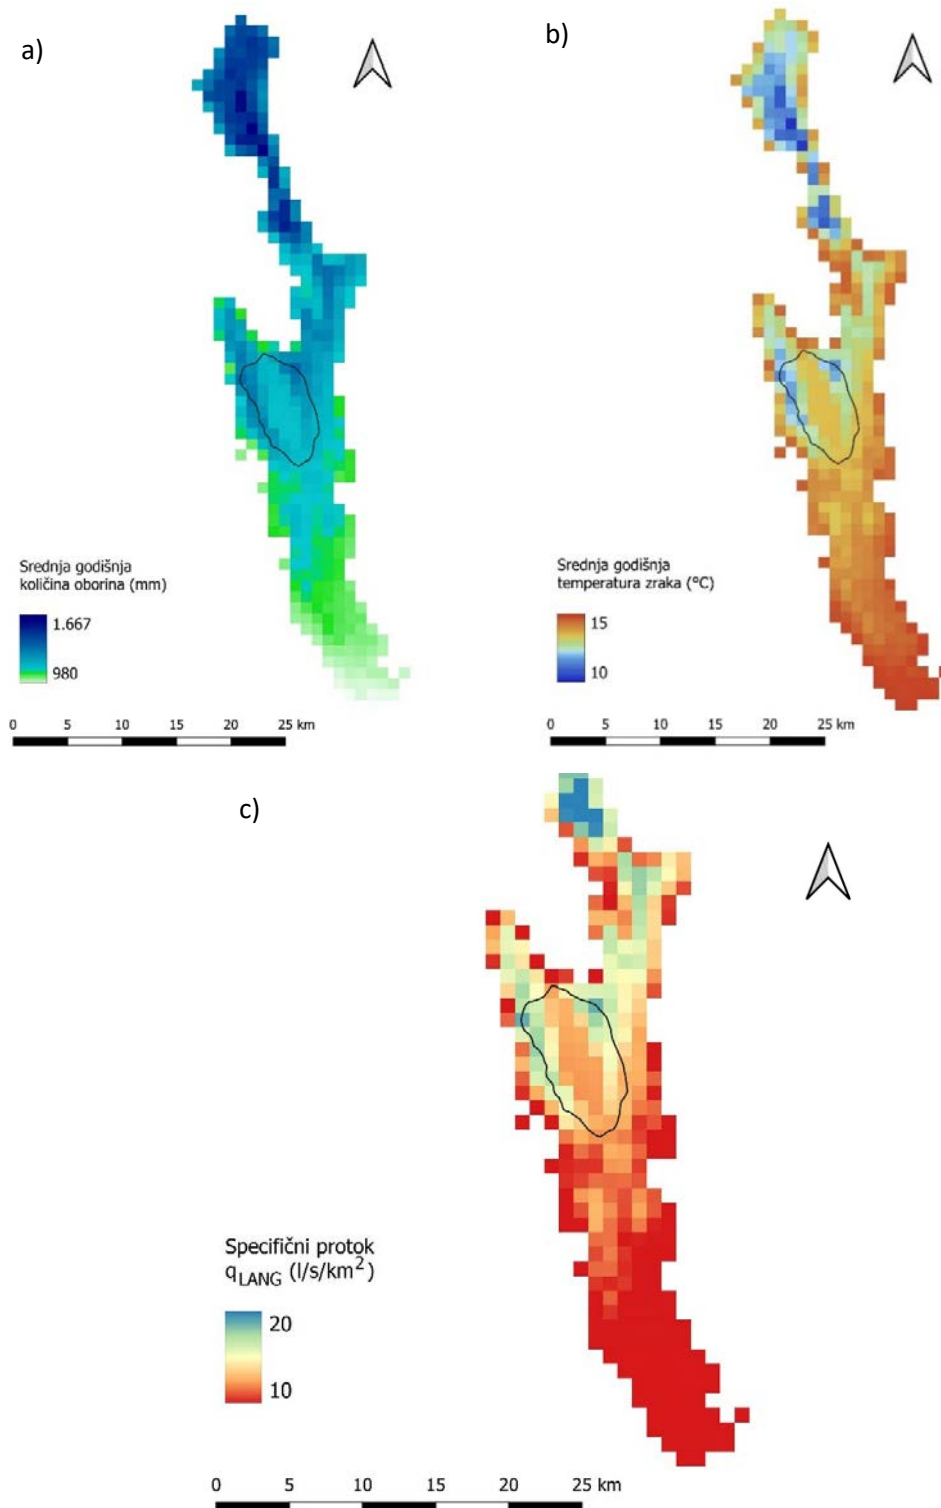 a)
b)
Srednja godišnja
količina oborina (mm)
1.667
980
0 5 10 15 20 25 km
Srednja godišnja
temperatura zraka (°C)
15
10
0 5 10 15 20 25 km
c)
Specifični protok
qLANG (l/s/km²)
20
10
0 5 10 15 20 25 km